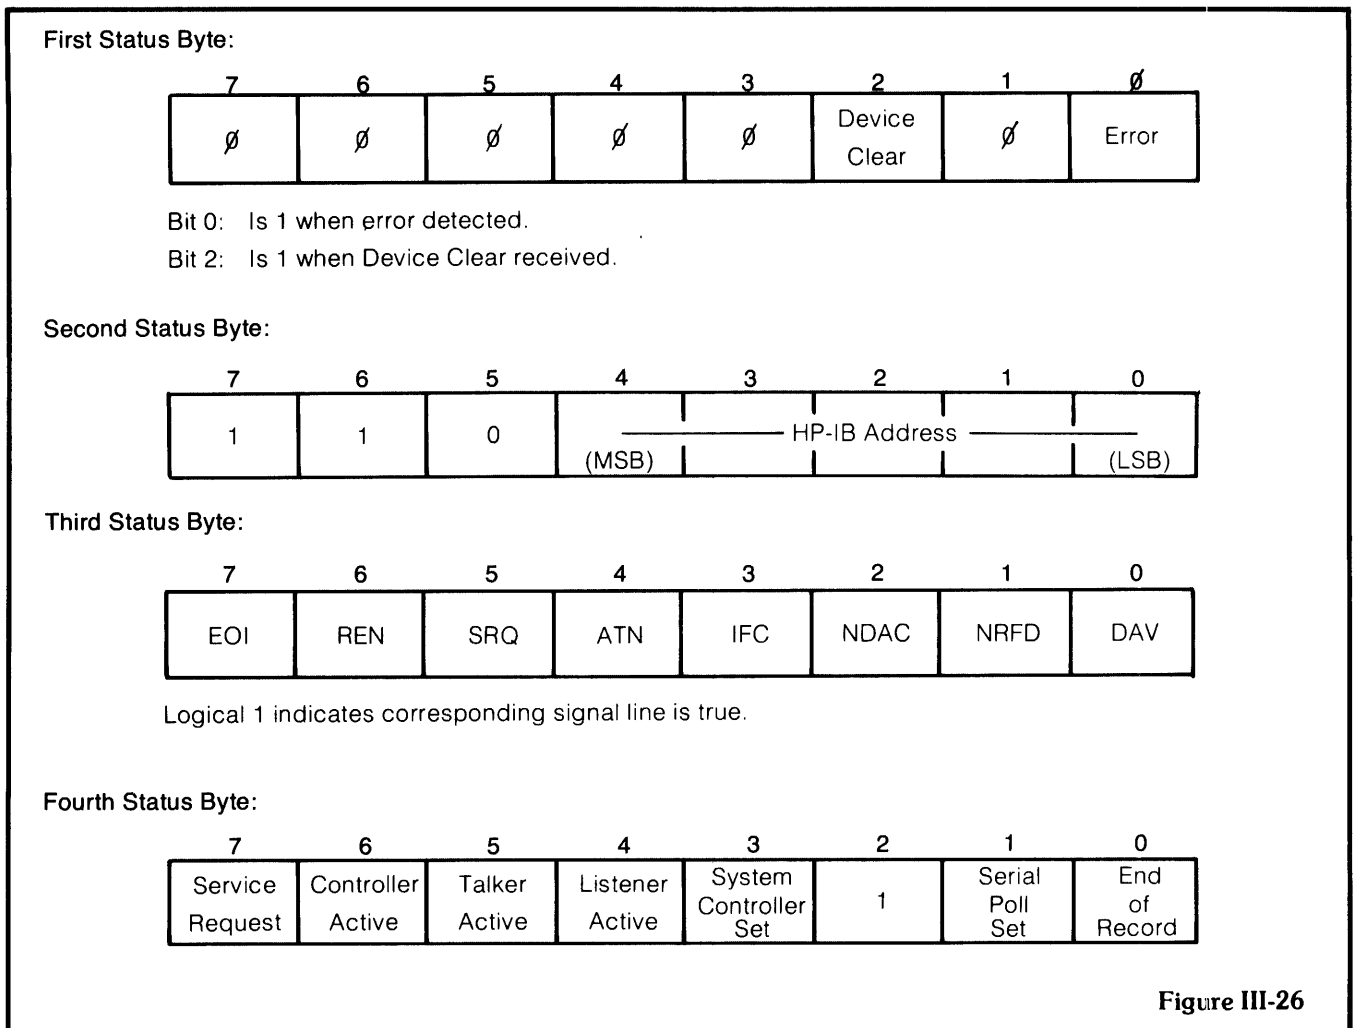 First Status Byte:
7 6 5 4 3 2 1 Ø
Ø Ø Ø Ø Ø Device Clear Ø Error
Bit 0: Is 1 when error detected.
Bit 2: Is 1 when Device Clear received.
Second Status Byte:
7 6 5 4 3 2 1 0
1 1 0 HP-IB Address
(MSB) (LSB)
Third Status Byte:
7 6 5 4 3 2 1 0
EOI REN SRQ ATN IFC NDAC NRFD DAV
Logical 1 indicates corresponding signal line is true.
Fourth Status Byte:
7 6 5 4 3 2 1 0
Service Request Controller Active Talker Active Listener Active System Controller Set 1 Serial Poll Set End of Record
Figure III-26